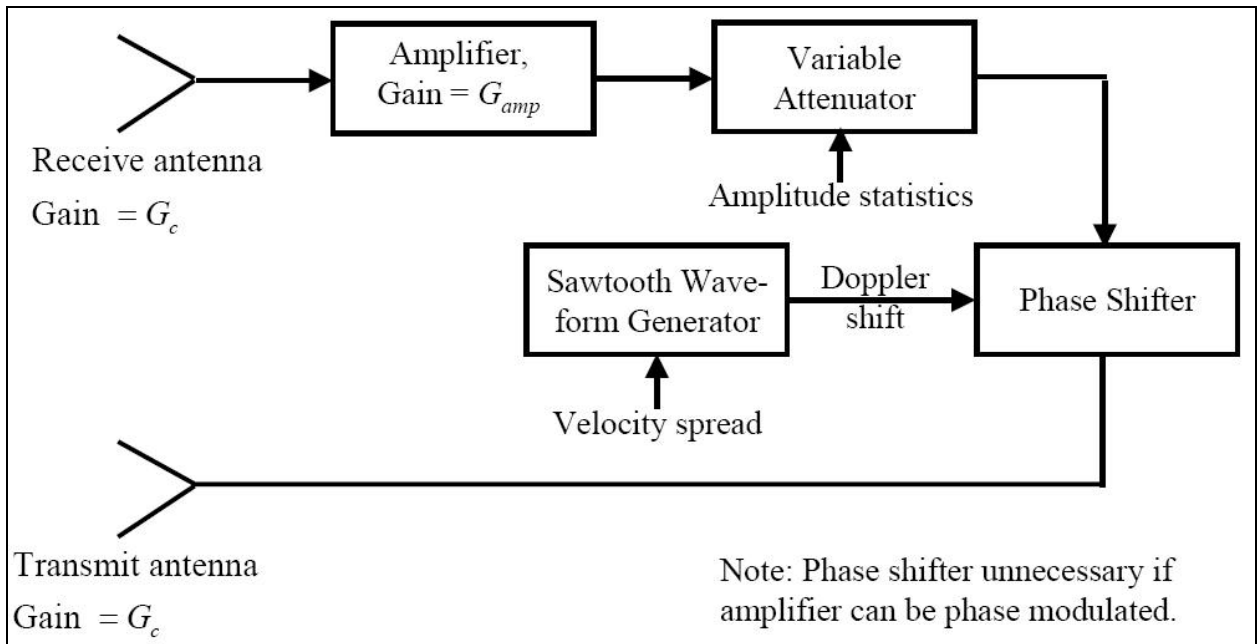 Amplifier,
Gain = G_amp
Variable
Attenuator
Receive antenna
Gain = G_c
Amplitude statistics
Sawtooth Wave-
form Generator
Doppler
shift
Phase Shifter
Velocity spread
Transmit antenna
Gain = G_c
Note: Phase shifter unnecessary if
amplifier can be phase modulated.